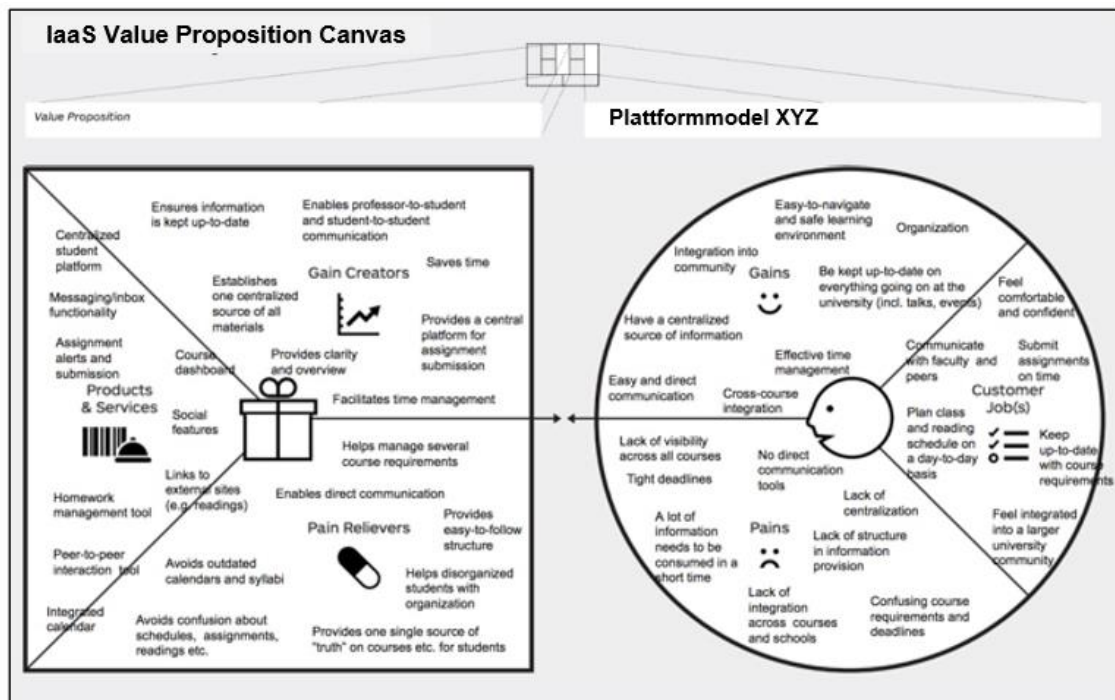 IaaS Value Proposition Canvas
Value Proposition
Plattformmodel XYZ
Ensures information
is kept up-to-date
Enables professor-to-student
and student-to-student
communication
Centralized
student
platform
Saves time
Gain Creators
Establishes
one centralized
source of all
materials
Messaging/inbox
functionality
Provides a central
platform for
assignment
submission
Assignment
alerts and
submission
Course
dashboard
Provides clarity
and overview
Products
& Services
Facilitates time management
Social
features
Helps manage several
course requirements
Links to
external sites
(e.g. readings)
Enables direct communication
Homework
management tool
Pain Relievers
Provides
easy-to-follow
structure
Peer-to-peer
interaction tool
Avoids outdated
calendars and syllabi
Helps disorganized
students with
organization
Integrated
calendar
Avoids confusion about
schedules, assignments,
readings etc.
Provides one single source of
"truth" on courses etc. for students
Easy-to-navigate
and safe learning
environment
Organization
Integration into
community
Gains
Be kept up-to-date on
everything going on at the
university (incl. talks, events)
Feel
comfortable
and confident
Have a centralized
source of information
Effective time
management
Communicate
with faculty and
peers
Submit
assignments
on time
Easy and direct
communication
Cross-course
integration
Customer
Job(s)
Plan class
and reading
schedule on
a day-to-day
basis
Keep
up-to-date
with course
requirements
Lack of visibility
across all courses
Tight deadlines
No direct
communication
tools
Lack of
centralization
A lot of
information
needs to be
consumed in a
short time
Pains
Lack of structure
in information
provision
Feel integrated
into a larger
university
community
Lack of
integration
across courses
and schools
Confusing course
requirements and
deadlines